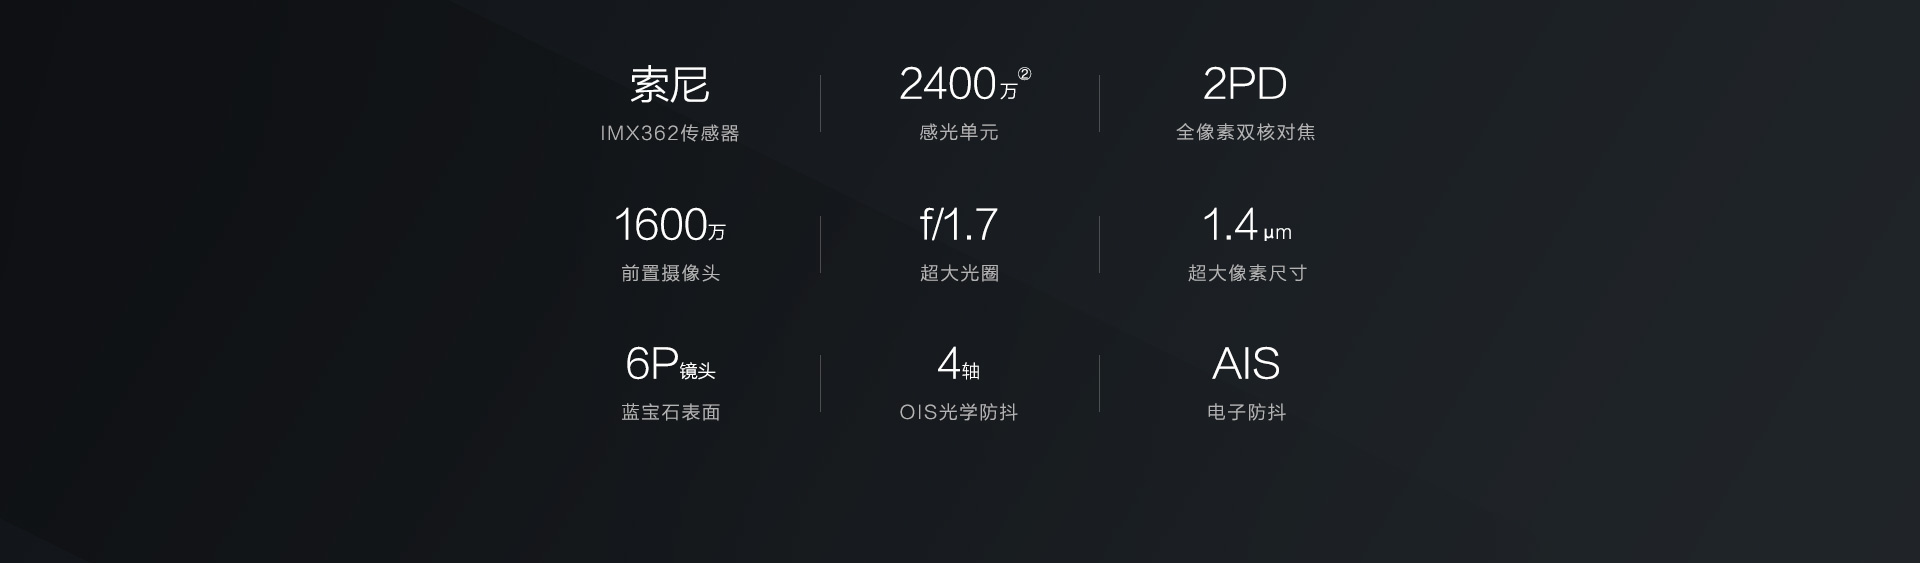 索尼
IMX362传感器
2400万②
感光单元
2PD
全像素双核对焦
1600万
前置摄像头
f/1.7
超大光圈
1.4 μm
超大像素尺寸
6P镜头
蓝宝石表面
4轴
OIS光学防抖
AIS
电子防抖